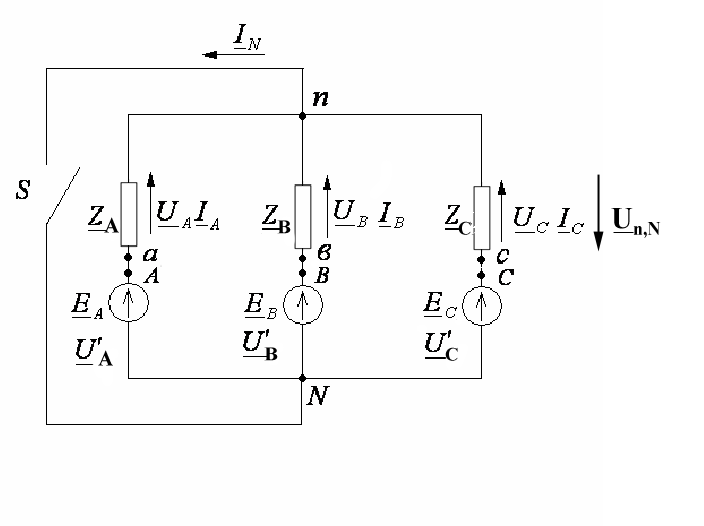 I_N
n
S
Z_A U_A I_A Z_B U_B I_B Z_C U_C I_C U_n,N
a в c
A B C
E_A E_B E_C
U'_A U'_B U'_C
N